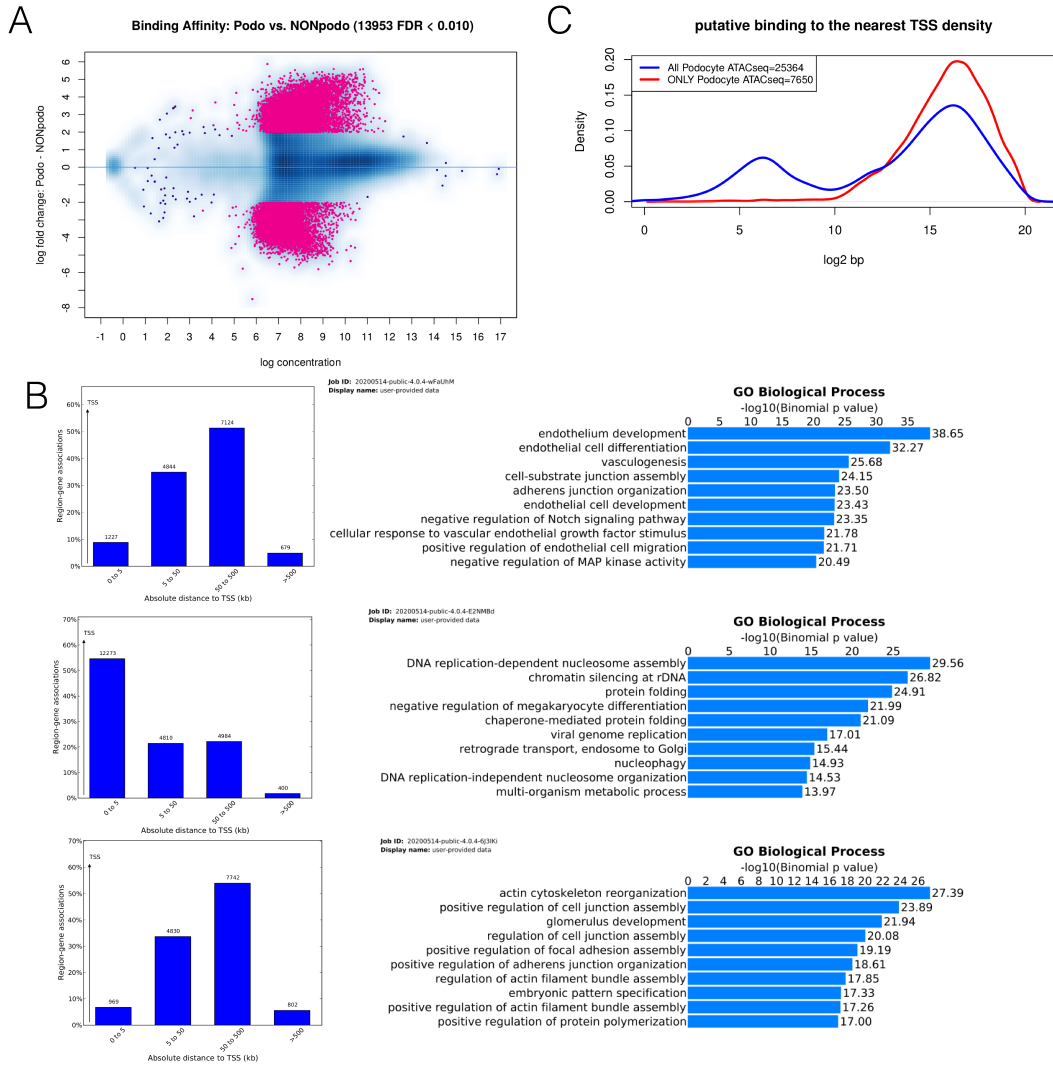 A
Binding Affinity: Podo vs. NONpodo (13953 FDR < 0.010)
log fold change: Podo - NONpodo
6
5
4
3
2
1
0
-2
-4
-6
-8
-1 0 1 2 3 4 5 6 7 8 9 10 11 12 13 14 15 16 17
log concentration
C
putative binding to the nearest TSS density
All Podocyte ATACseq=25364
ONLY Podocyte ATACseq=7650
Density
0.20
0.15
0.10
0.05
0.00
0 5 10 15 20
log2 bp
B
Job ID: 20200514-public-4.0.4-wFaUhM
Display name: user-provided data
Region-gene associations
60%
50%
40%
30%
20%
10%
0%
TSS
1227
4844
7124
679
0 to 5
5 to 50
50 to 500
>500
Absolute distance to TSS (kb)
GO Biological Process
-log10(Binomial p value)
0 5 10 15 20 25 30 35
endothelium development 38.65
endothelial cell differentiation 32.27
vasculogenesis 25.68
cell-substrate junction assembly 24.15
adherens junction organization 23.50
endothelial cell development 23.43
negative regulation of Notch signaling pathway 23.35
cellular response to vascular endothelial growth factor stimulus 21.78
positive regulation of endothelial cell migration 21.71
negative regulation of MAP kinase activity 20.49
Job ID: 20200514-public-4.0.4-E2NMBd
Display name: user-provided data
Region-gene associations
70%
60%
50%
40%
30%
20%
10%
0%
TSS
12273
4810
4984
400
0 to 5
5 to 50
50 to 500
>500
Absolute distance to TSS (kb)
GO Biological Process
-log10(Binomial p value)
0 5 10 15 20 25
DNA replication-dependent nucleosome assembly 29.56
chromatin silencing at rDNA 26.82
protein folding 24.91
negative regulation of megakaryocyte differentiation 21.99
chaperone-mediated protein folding 21.09
viral genome replication 17.01
retrograde transport, endosome to Golgi 15.44
nucleophagy 14.93
DNA replication-independent nucleosome organization 14.53
multi-organism metabolic process 13.97
Job ID: 20200514-public-4.0.4-6J3IKi
Display name: user-provided data
Region-gene associations
70%
60%
50%
40%
30%
20%
10%
0%
TSS
969
4830
7742
802
0 to 5
5 to 50
50 to 500
>500
Absolute distance to TSS (kb)
GO Biological Process
-log10(Binomial p value)
0 2 4 6 8 10 12 14 16 18 20 22 24 26
actin cytoskeleton reorganization 27.39
positive regulation of cell junction assembly 23.89
glomerulus development 21.94
regulation of cell junction assembly 20.08
positive regulation of focal adhesion assembly 19.19
positive regulation of adherens junction organization 18.61
regulation of actin filament bundle assembly 17.85
embryonic pattern specification 17.33
positive regulation of actin filament bundle assembly 17.26
positive regulation of protein polymerization 17.00